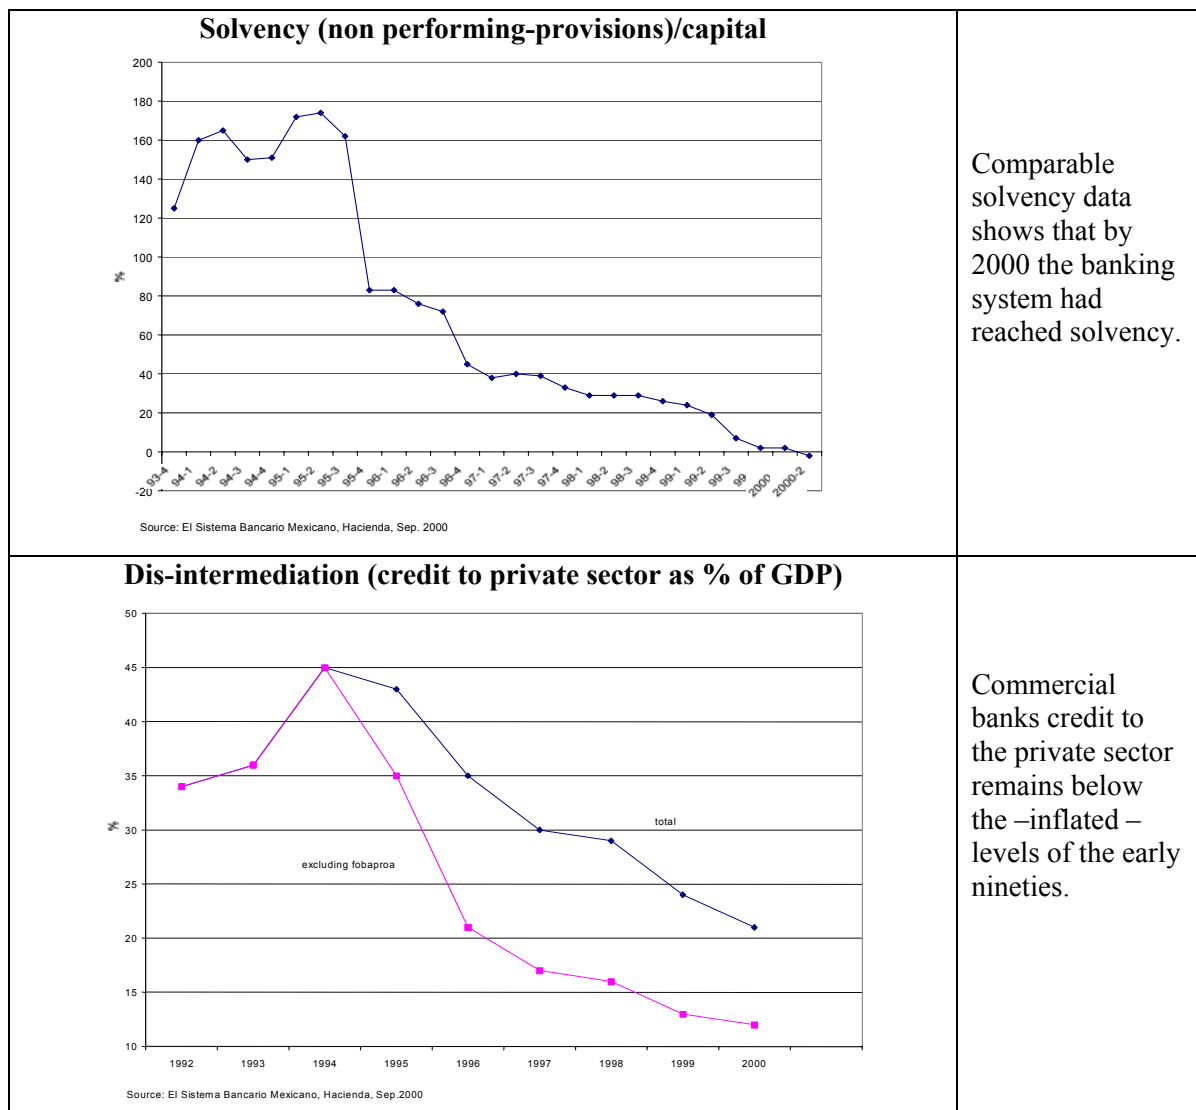 Solvency (non performing-provisions)/capital
200
180
160
140
120
100
80
60
40
20
0
-20
%
93-4
94-1
94-2
94-3
94-4
95-1
95-2
95-3
95-4
96-1
96-2
96-3
96-4
97-1
97-2
97-3
97-4
98-1
98-2
98-3
98-4
99-1
99-2
99-3
99
2000
2000-2
Source: El Sistema Bancario Mexicano, Hacienda, Sep. 2000
Comparable
solvency data
shows that by
2000 the banking
system had
reached solvency.
Dis-intermediation (credit to private sector as % of GDP)
50
45
40
35
30
25
20
15
10
%
total
excluding fobaproa
1992 1993 1994 1995 1996 1997 1998 1999 2000
Source: El Sistema Bancario Mexicano, Hacienda, Sep.2000
Commercial
banks credit to
the private sector
remains below
the –inflated –
levels of the early
nineties.